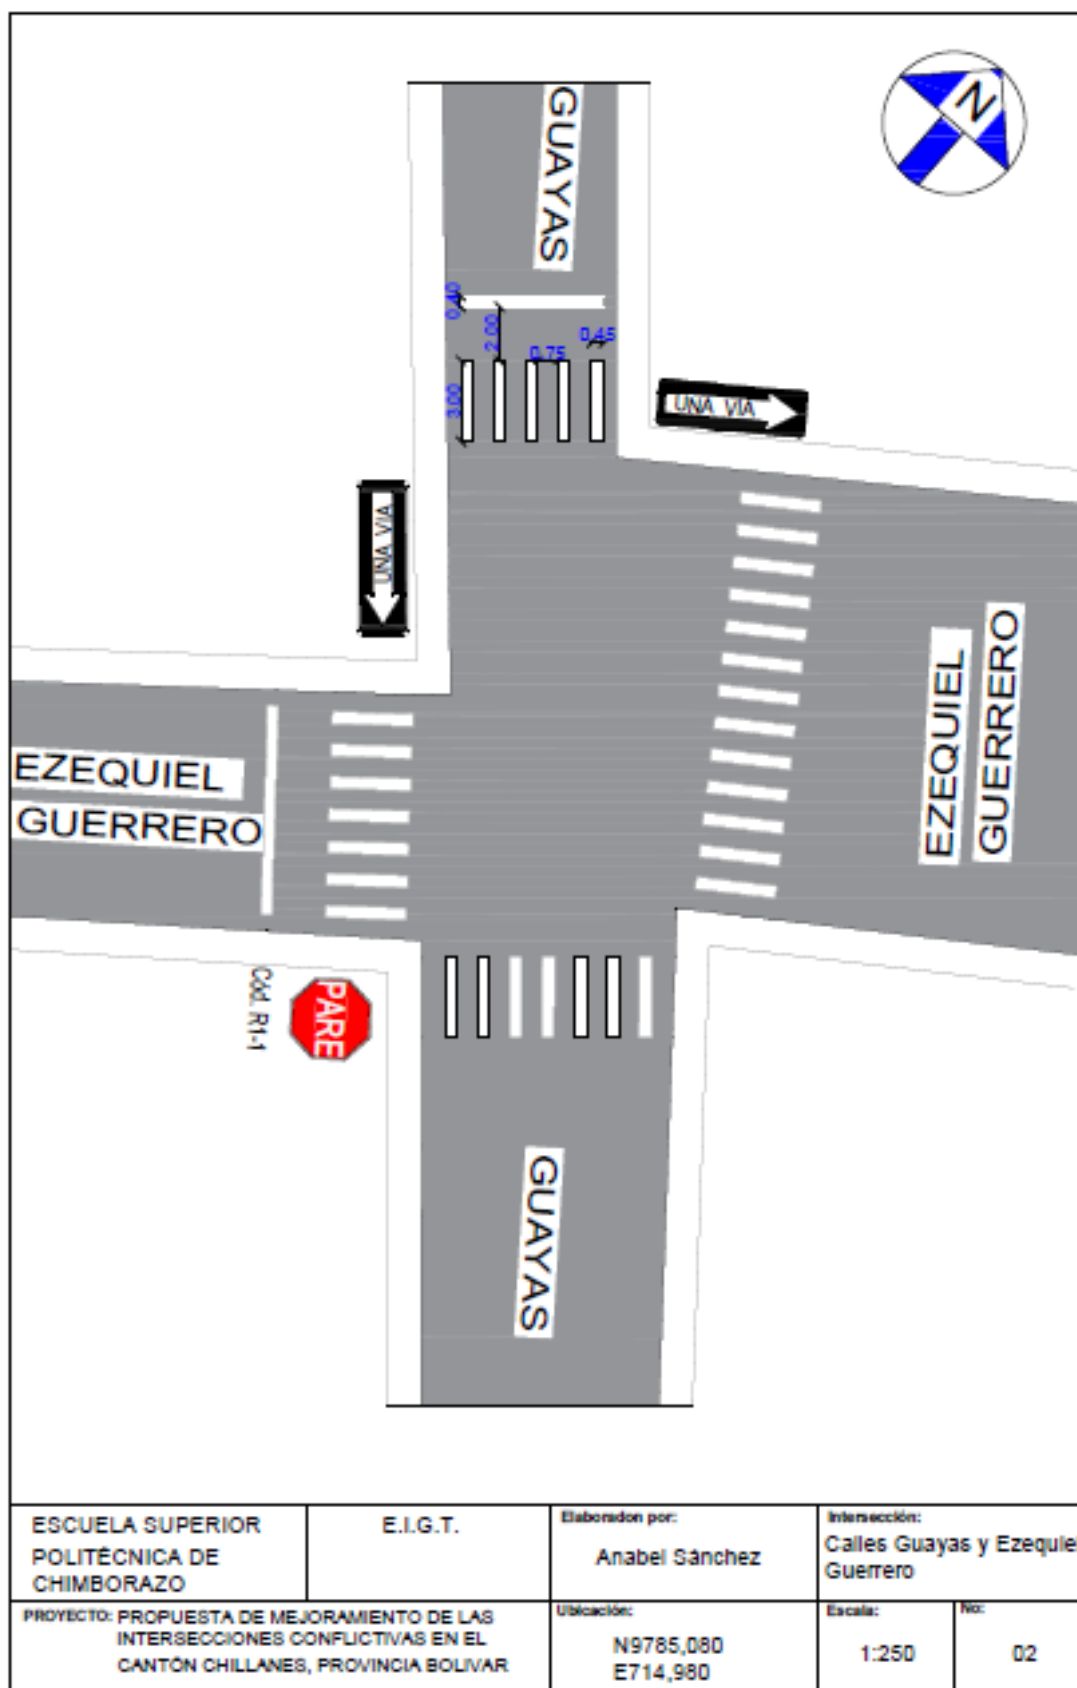 GUAYAS
N
0,40
2.00
0,45
0,75
3.00
UNA VIA
UNA VIA
EZEQUIEL
GUERRERO
EZEQUIEL
GUERRERO
Cód. R1-1
PARE
GUAYAS
ESCUELA SUPERIOR
POLITÉCNICA DE
CHIMBORAZO
E.I.G.T.
Elaboradon por:
Anabel Sánchez
Intersección:
Calles Guayas y Ezequiel
Guerrero
PROYECTO: PROPUESTA DE MEJORAMIENTO DE LAS
INTERSECCIONES CONFLICTIVAS EN EL
CANTÓN CHILLANES, PROVINCIA BOLIVAR
Ubicación:
N9785,080
E714,980
Escala:
1:250
No:
02